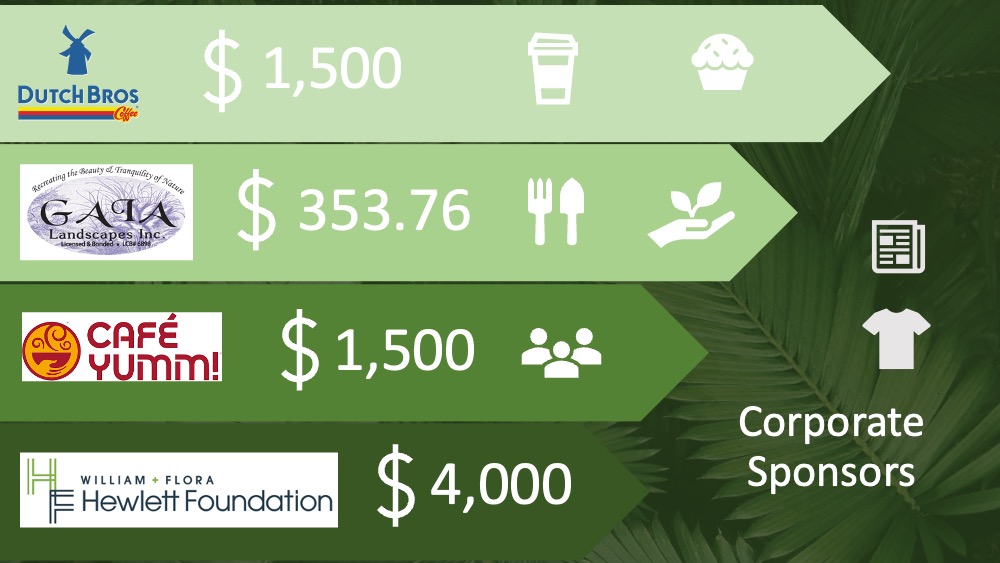 DUTCH BROS
Coffee
$ 1,500
Recreating the Beauty & Tranquility of Nature
GAIA
Landscapes Inc.
Licensed & Bonded • LCB# 6898
$ 353.76
CAFÉ
YUMM!
$ 1,500
HF
WILLIAM + FLORA
Hewlett Foundation
$ 4,000
Corporate
Sponsors